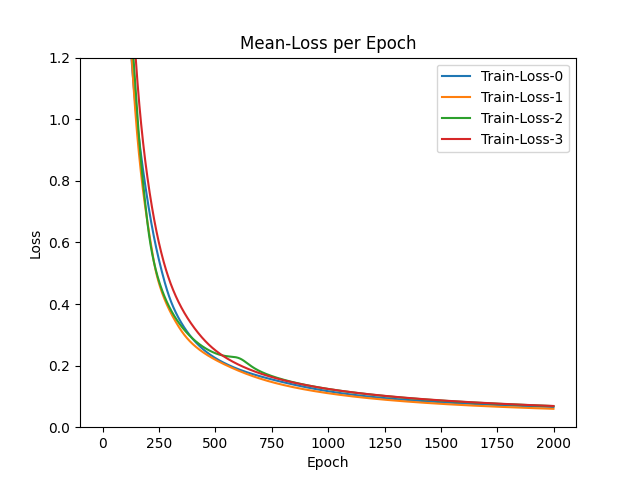 Mean-Loss per Epoch
Train-Loss-0
Train-Loss-1
Train-Loss-2
Train-Loss-3
1.2
1.0
0.8
0.6
0.4
0.2
0.0
Loss
0 250 500 750 1000 1250 1500 1750 2000
Epoch